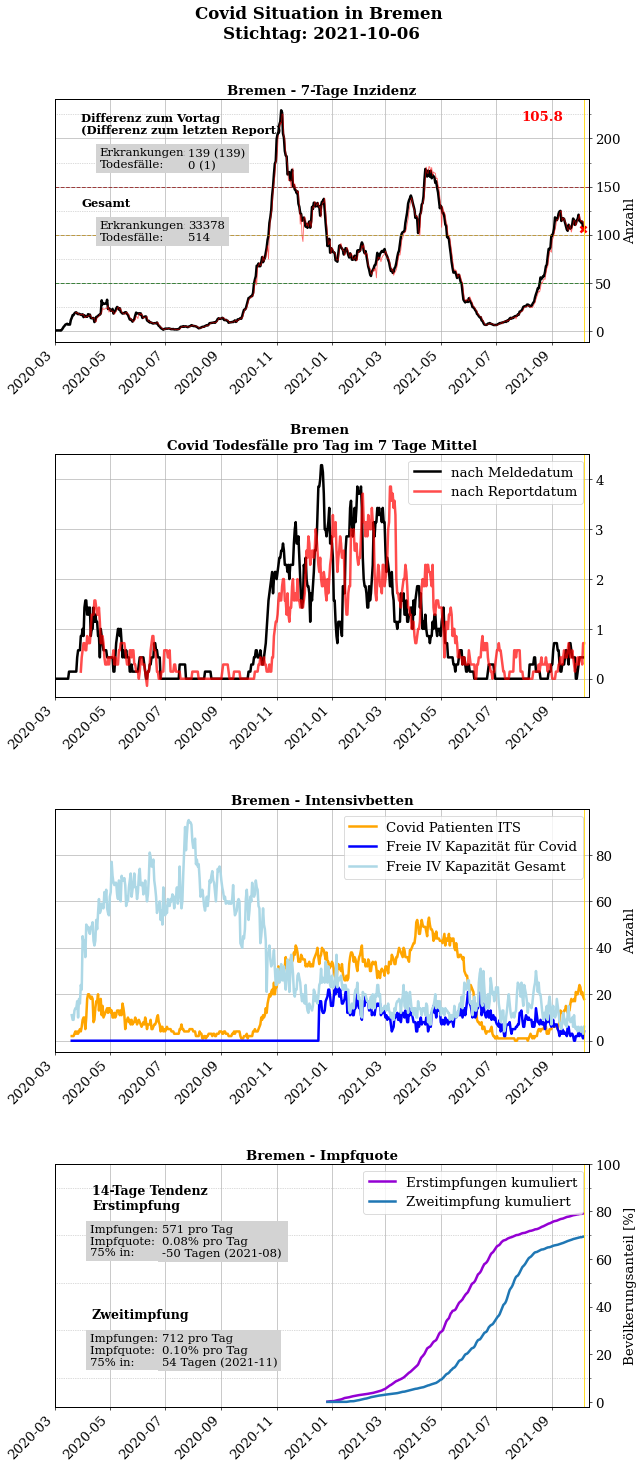 Covid Situation in Bremen
Stichtag: 2021-10-06
Bremen - 7-Tage Inzidenz
Differenz zum Vortag
(Differenz zum letzten Report)
Erkrankungen 139 (139)
Todesfälle: 0 (1)
Gesamt
Erkrankungen 33378
Todesfälle: 514
105.8
200
150
100
50
0
Anzahl
2020-03 2020-05 2020-07 2020-09 2020-11 2021-01 2021-03 2021-05 2021-07 2021-09
Bremen
Covid Todesfälle pro Tag im 7 Tage Mittel
nach Meldedatum
nach Reportdatum
4
3
2
1
0
2020-03 2020-05 2020-07 2020-09 2020-11 2021-01 2021-03 2021-05 2021-07 2021-09
Bremen - Intensivbetten
Covid Patienten ITS
Freie IV Kapazität für Covid
Freie IV Kapazität Gesamt
80
60
40
20
0
Anzahl
2020-03 2020-05 2020-07 2020-09 2020-11 2021-01 2021-03 2021-05 2021-07 2021-09
Bremen - Impfquote
14-Tage Tendenz
Erstimpfung
Impfungen: 571 pro Tag
Impfquote: 0.08% pro Tag
75% in: -50 Tagen (2021-08)
Zweitimpfung
Impfungen: 712 pro Tag
Impfquote: 0.10% pro Tag
75% in: 54 Tagen (2021-11)
Erstimpfungen kumuliert
Zweitimpfung kumuliert
100
80
60
40
20
0
Bevölkerungsanteil [%]
2020-03 2020-05 2020-07 2020-09 2020-11 2021-01 2021-03 2021-05 2021-07 2021-09